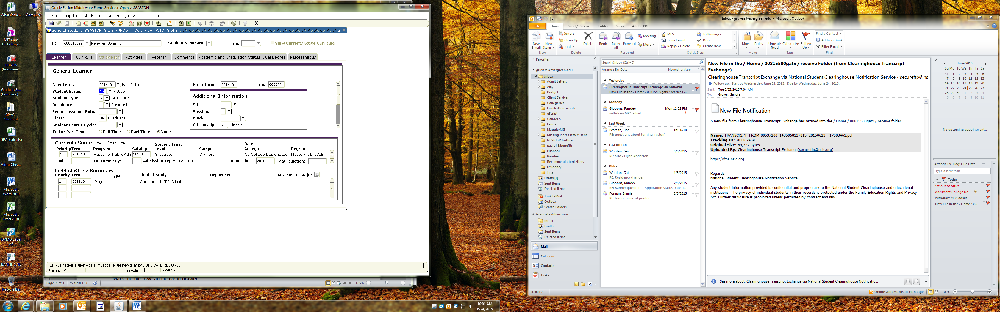 WhatsInthe...
Compute
MIT apps
15_17.fmp...
gruvers
(hurricane...
GraduateSt...
(hurricane) ...
GPAC -
Shortcut
GPA_Calc.xlsx
AdmitChea...
Microsoft
Word 2010
Microsoft
Excel 2010
DYMO Label
v.8
BANNER INB
Recycle Bin
Oracle Fusion Middleware Forms Services: Open > SGASTDN
File Edit Options Block Item Record Query Tools Help
General Student SGASTDN 8.5.8 (PROD) QuickFlow: WTD: 3 of 3
ID: A00118599 Mehoves, John H. Student Summary Term: View Current/Active Curricula
Learner Curricula Study Path Activities Veteran Comments Academic and Graduation Status, Dual Degree Miscellaneous
General Learner
New Term: 201610 Fall 2015 From Term: 201610 To Term: 999999
Student Status: AS Active
Student Type: G Graduate
Residence: R Resident
Fee Assessment Rate:
Class: GR Graduate
Student Centric Cycle:
Full or Part Time: Full Time Part Time None
Additional Information
Site:
Session:
Block:
Citizenship: Y Citizen
Curricula Summary - Primary Student Type: Rate:
Priority Term Program Catalog Level Campus College Degree
1 201610 Master of Public Adn 201610 Graduate Olympia No College Designated Master/Public Admi
End: Outcome Key: Admission Type: Graduate Admission: 201610 Matriculation:
Field of Study Summary
Priority Term Type Field of Study Department Attached to Major
1 201610 Major Conditional MPA Admit
*ERROR* Registration exists, must generate new term by DUPLICATE RECORD.
Record: 1/? ... List of Valu... <OSC>
Mark the file "AW" and leave in drawer
Page: 4 of 4 Words: 153 125%
10:01 AM
6/24/2015
Inbox - gruvers@evergreen.edu - Microsoft Outlook
File Home Send / Receive Folder View Adobe PDF
New
E-mail
New
Items
New
Ignore
Clean Up
Junk
Delete
Delete
Reply
Reply
All
Forward
Meeting
More
Respond
MES
Team E-mail
Reply & Delete
To Manager
Done
Create New
Quick Steps
Move
Rules
Move
Unread/
Read
Categorize
Follow
Up
Tags
Find a Contact
Address Book
Filter E-mail
Find
Favorites
gruvers@evergreen.edu
Inbox
Admit Letters
Amy
Budget
Client Services
CollegeNet
EmailedTranscripts
eScript
Gail/MES
Leona
Maggie/MIT
Missing Pieces letters sent
NtlStdntClrnthse
payroll&benefits
Puanani
Randee
RecommendationLetters
residency
Tina
Drafts [1]
Sent Items
Deleted Items
Junk E-Mail
Outbox
Search Folders
Graduate Admissions
Inbox
Drafts
Sent Items
Deleted Items
Mail
Calendar
Contacts
Tasks
Items: 7
Search Inbox (Ctrl+E)
Arrange By: Date Newest on top
Yesterday
Clearinghouse Transcript Exchange via National ...
New File in the / Home / 00815500gatx / receive F...
Monday
Gibbons, Randee Mon 12:52 PM
withdraw MPA admit
Last Week
Pearson, Tina Thu 6/18
RE: questions about turning in stuff
Last Month
Wootan, Gail 5/5/2015
RE: also - Elijah Anderson
Older
Wootan, Gail 4/3/2015
RE: Residency changes
Gibbons, Randee 2/5/2015
RE: Banner question -- Application Status Date d...
Forman, Emmie 2/5/2015
RE: forgot name of printer ...
New File in the / Home / 00815500gatx / receive Folder (from Clearinghouse Transcript
Exchange)
Clearinghouse Transcript Exchange via National Student Clearinghouse Notification Service <secureftp@ns
Follow up. Start by Wednesday, June 24, 2015. Due by Wednesday, June 24, 2015.
Sent: Tue 6/23/2015 7:04 AM
To: Gruver, Sandra
New File Notification
A new file from Clearinghouse Transcript Exchange has arrived into the / Home / 00815500gatx / receive folder.
Name: TRANSCRIPT_FROM-00537200_1435068137815_20150623__17503461.pdf
Tracking ID: 203367459
Original Size: 89,727 bytes
Uploaded By: Clearinghouse Transcript Exchange(secureftp@nslc.org)
https://ftps.nslc.org
Regards,
National Student Clearinghouse Notification Service
Any student information provided is confidential and proprietary to the National Student Clearinghouse and educational
institutions. The privacy of individual students in their records is protected under the Family Education Rights and Privacy
Act. Further disclosure is prohibited unless permitted by contract and law.
See more about: Clearinghouse Transcript Exchange via National Student Clearinghouse Notificatio...
June 2015
Su Mo Tu We Th Fr Sa
31 1 2 3 4 5 6
7 8 9 10 11 12 13
14 15 16 17 18 19 20
21 22 23 24 25 26 27
28 29 30 1 2 3 4
5 6 7 8 9 10 11
No upcoming appointments.
Arrange By: Flag: Due Date
Type a new task
Today
set out of office
document College Ne...
withdraw MPA admit
New File in the / Home / 0...
Online with Microsoft Exchange 100%